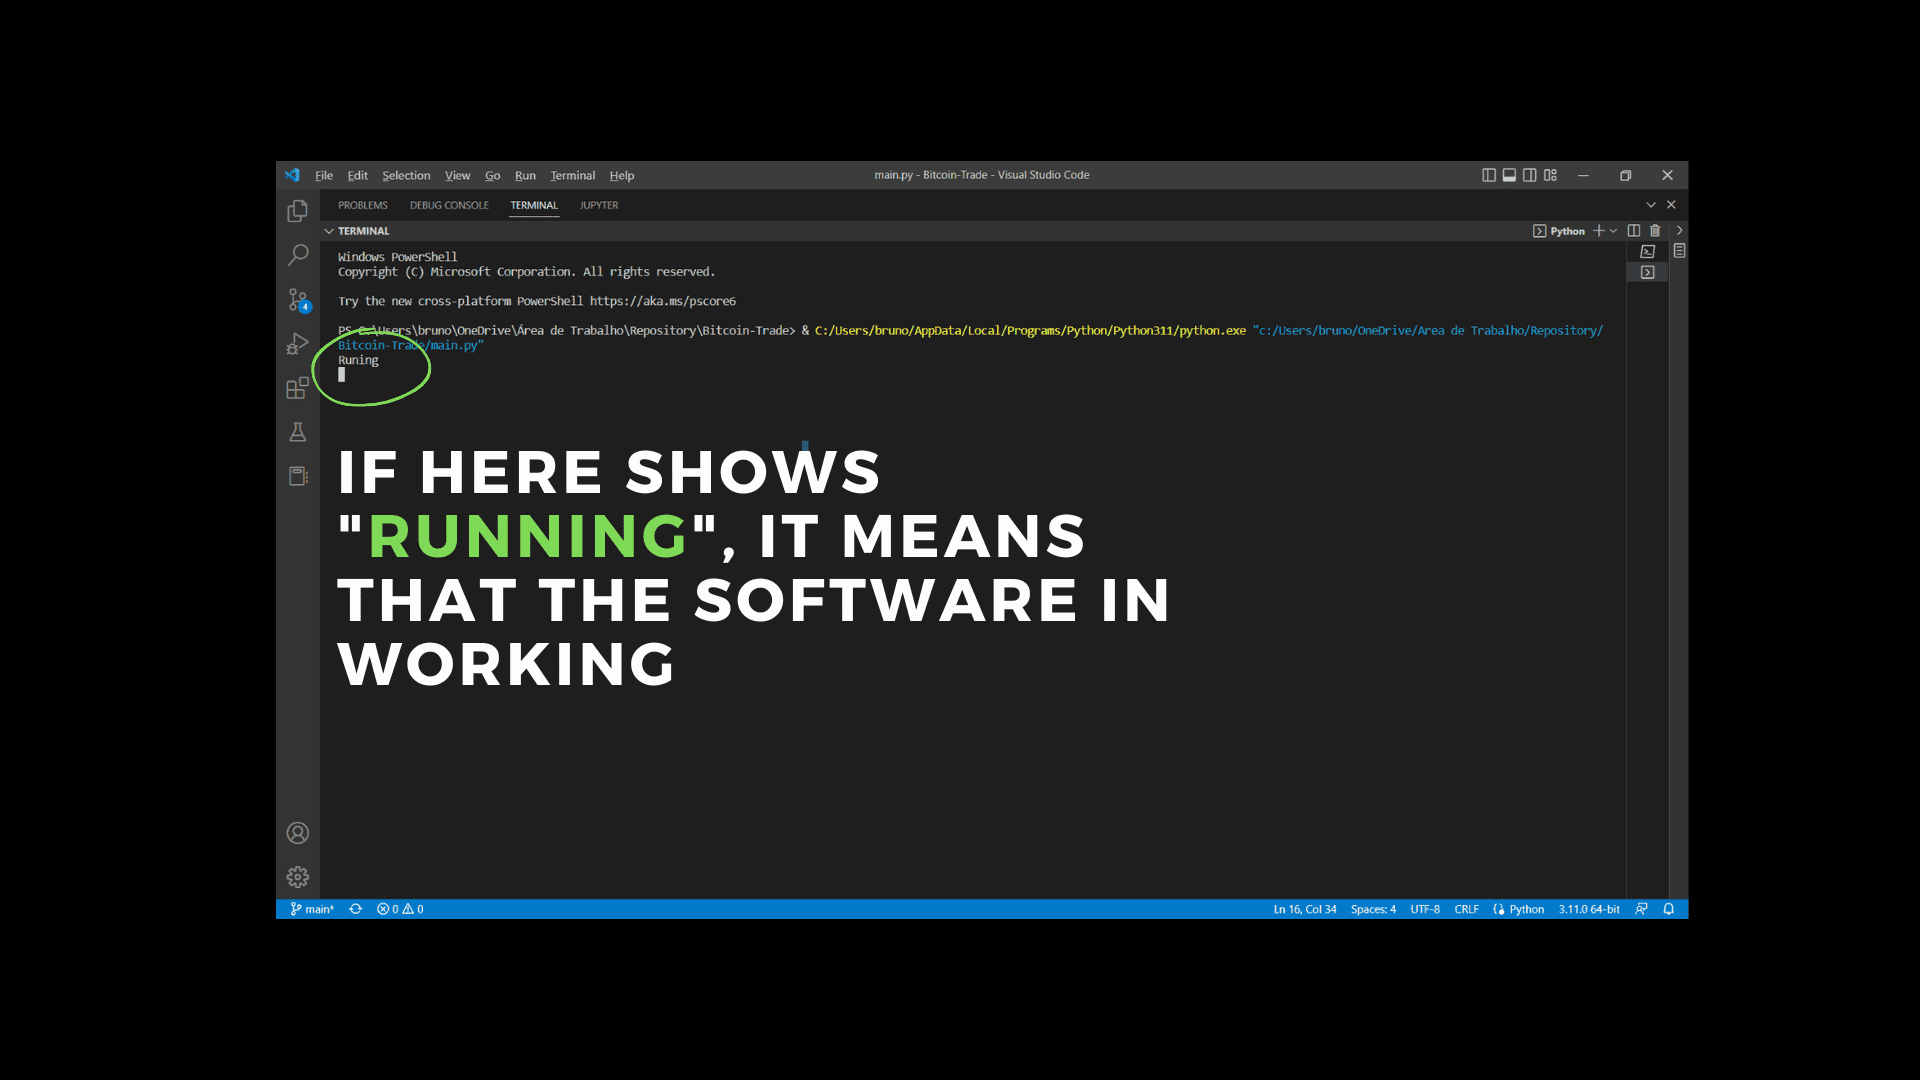 File Edit Selection View Go Run Terminal Help main.py - Bitcoin-Trade - Visual Studio Code
PROBLEMS DEBUG CONSOLE TERMINAL JUPYTER
TERMINAL Python
Windows PowerShell
Copyright (C) Microsoft Corporation. All rights reserved.
Try the new cross-platform PowerShell https://aka.ms/pscore6
PS C:\Users\bruno\OneDrive\Área de Trabalho\Repository\Bitcoin-Trade> & C:/Users/bruno/AppData/Local/Programs/Python/Python311/python.exe "c:/Users/bruno/OneDrive/Área de Trabalho/Repository/
Bitcoin-Trade/main.py"
Runing
4
IF HERE SHOWS
"RUNNING", IT MEANS
THAT THE SOFTWARE IN
WORKING
main* 0 0 Ln 16, Col 34 Spaces: 4 UTF-8 CRLF Python 3.11.0 64-bit